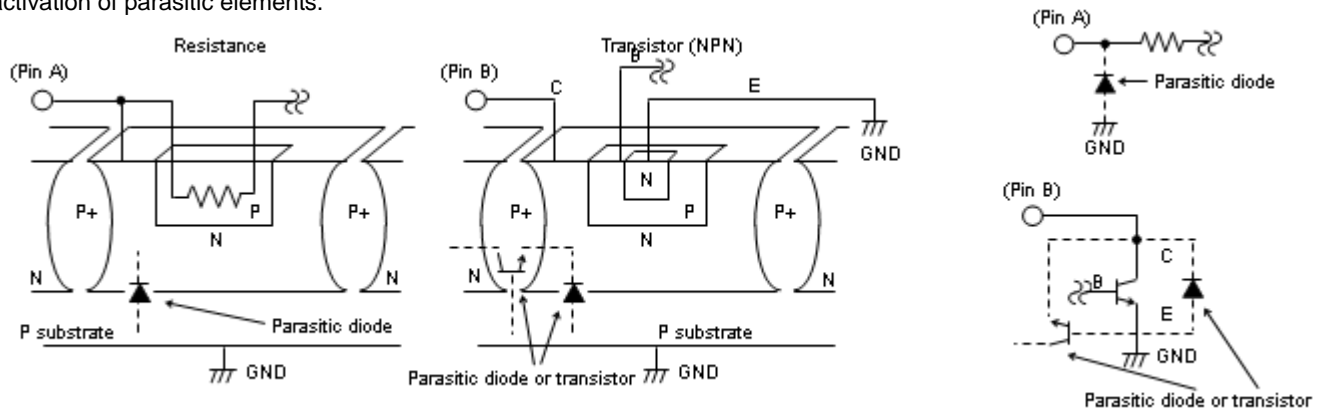 activation of parasitic elements.
Resistance
(Pin A)
P+
N
P
P+
N
N
Parasitic diode
P substrate
GND
Transistor (NPN)
(Pin B)
C
B
E
GND
P+
N
P
P+
N
N
N
P substrate
Parasitic diode or transistor
GND
(Pin A)
Parasitic diode
GND
(Pin B)
C
B
E
GND
Parasitic diode or transistor